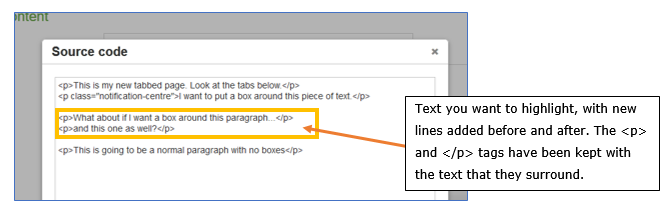 ontent
Source code ×
<p>This is my new tabbed page. Look at the tabs below.</p>
<p class="notification-centre">I want to put a box around this piece of text.</p>
<p>What about if I want a box around this paragraph...</p>
<p>and this one as well?</p>
<p>This is going to be a normal paragraph with no boxes</p>
Text you want to highlight, with new
lines added before and after. The <p>
and </p> tags have been kept with
the text that they surround.